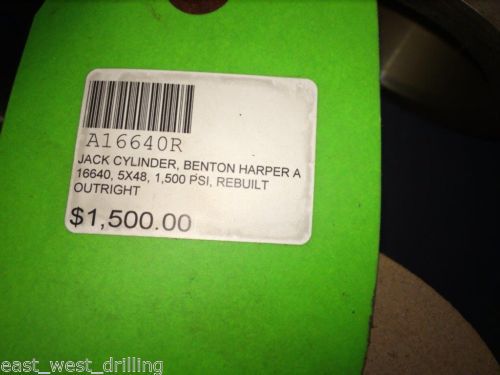 A16640R
JACK CYLINDER, BENTON HARPER A
16640, 5X48, 1,500 PSI, REBUILT
OUTRIGHT
$1,500.00
east_west_drilling